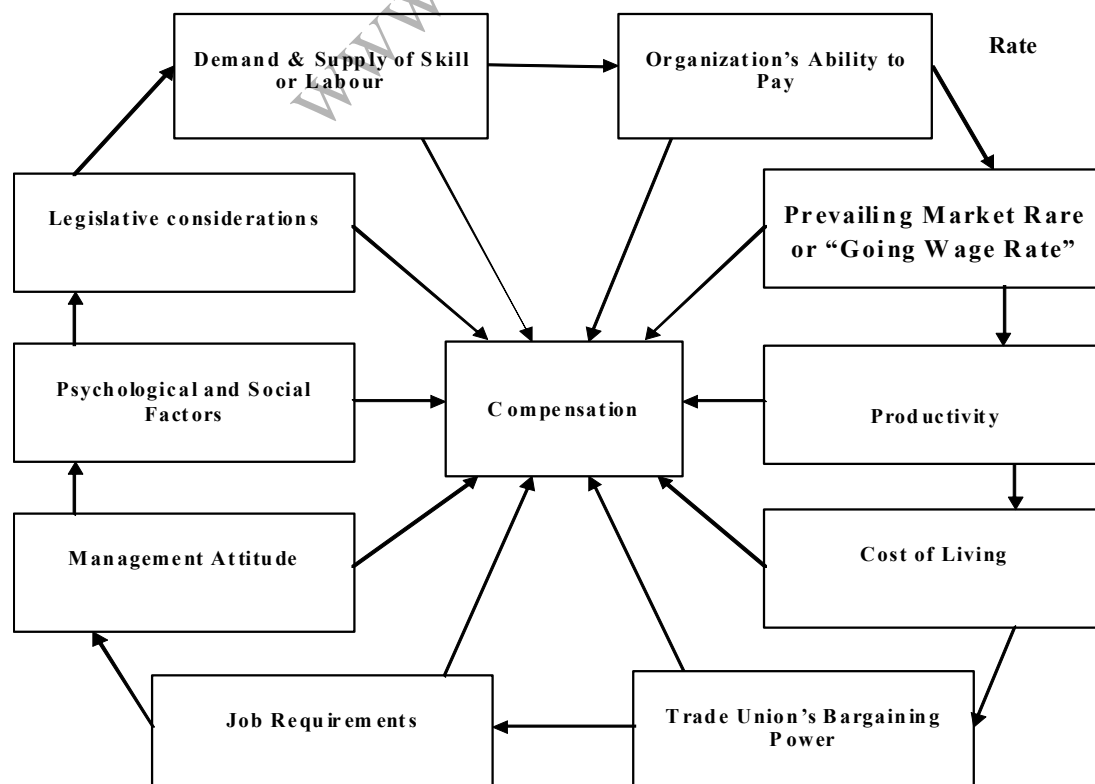 WWW
Demand & Supply of Skill
or Labour
Organization's Ability to
Pay
Rate
Legislative considerations
Prevailing Market Rare
or “Going Wage Rate”
Psychological and Social
Factors
Compensation
Productivity
Management Attitude
Cost of Living
Job Requirements
Trade Union's Bargaining
Power